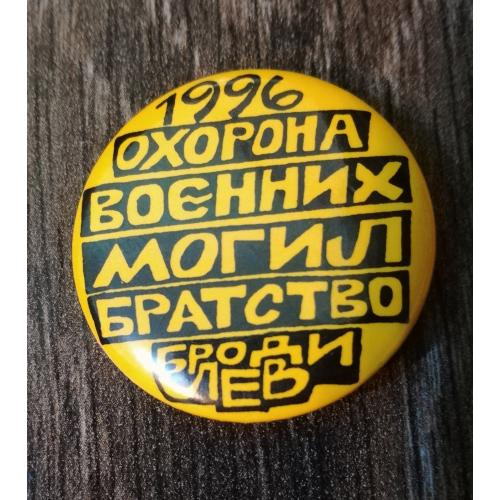 1996
ОХОРОНА
ВОЄННИХ
МОГИЛ
БРАТСТВО
БРОДИ
ЛЕВ